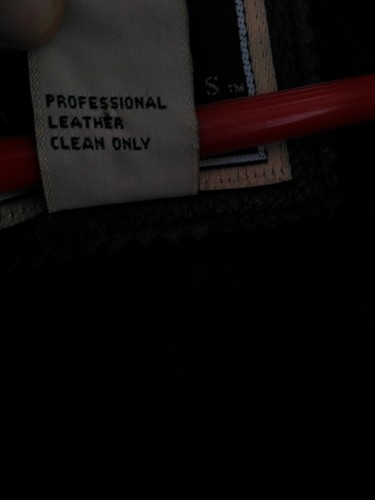 PROFESSIONAL
LEATHER
CLEAN ONLY
S